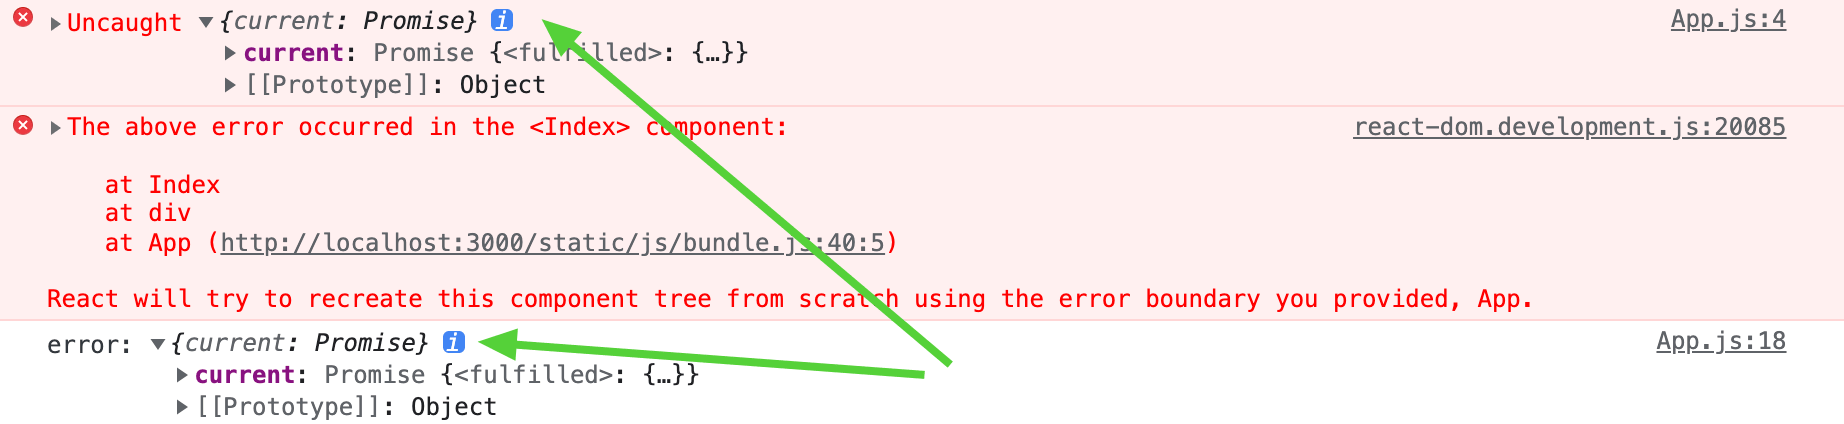 Uncaught {current: Promise} i App.js:4
current: Promise {<fulfilled>: {…}}
[[Prototype]]: Object
The above error occurred in the <Index> component: react-dom.development.js:20085
at Index
at div
at App (http://localhost:3000/static/js/bundle.js:40:5)
React will try to recreate this component tree from scratch using the error boundary you provided, App.
error: {current: Promise} i App.js:18
current: Promise {<fulfilled>: {…}}
[[Prototype]]: Object